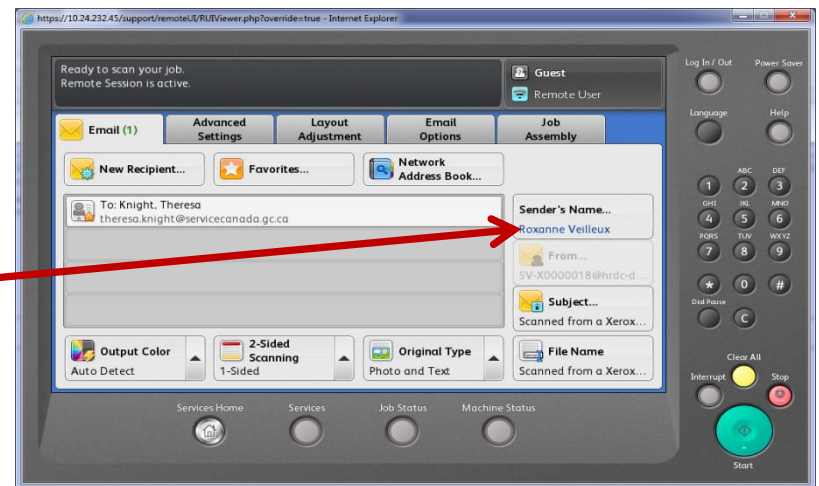 https://10.24.232.45/support/remoteUI/RUIViewer.php?override=true - Internet Explorer
Ready to scan your job.
Remote Session is active.
Guest
Remote User
Log In / Out Power Saver
Language Help
Email (1)
Advanced Settings
Layout Adjustment
Email Options
Job Assembly
New Recipient...
Favorites...
Network Address Book...
To: Knight, Theresa
theresa.knight@servicecanada.gc.ca
Sender's Name...
Roxanne Veilleux
From...
SV-X0000018@hrdc-d...
Subject...
Scanned from a Xerox...
Output Color
Auto Detect
2-Sided Scanning
1-Sided
Original Type
Photo and Text
File Name
Scanned from a Xerox...
ABC DEF
1 2 3
GHI JKL MNO
4 5 6
PQRS TUV WXYZ
7 8 9
* 0 #
Dial Pause
C
Clear All
Interrupt Stop
Start
Services Home Services Job Status Machine Status